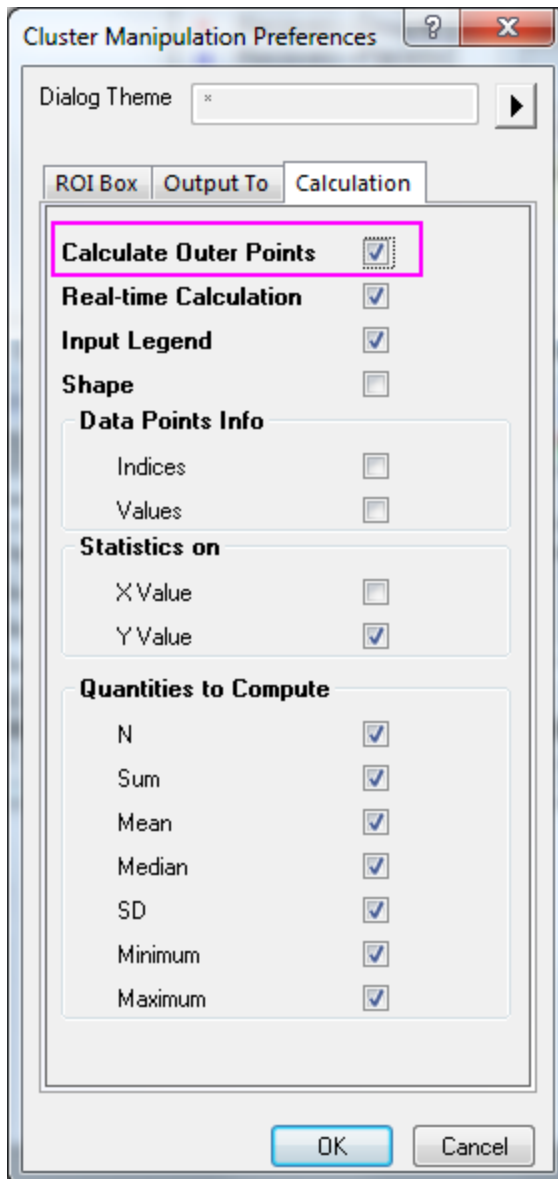 Cluster Manipulation Preferences ?
Dialog Theme *
ROI Box Output To Calculation
Calculate Outer Points
Real-time Calculation
Input Legend
Shape
Data Points Info
Indices
Values
Statistics on
X Value
Y Value
Quantities to Compute
N
Sum
Mean
Median
SD
Minimum
Maximum
OK Cancel